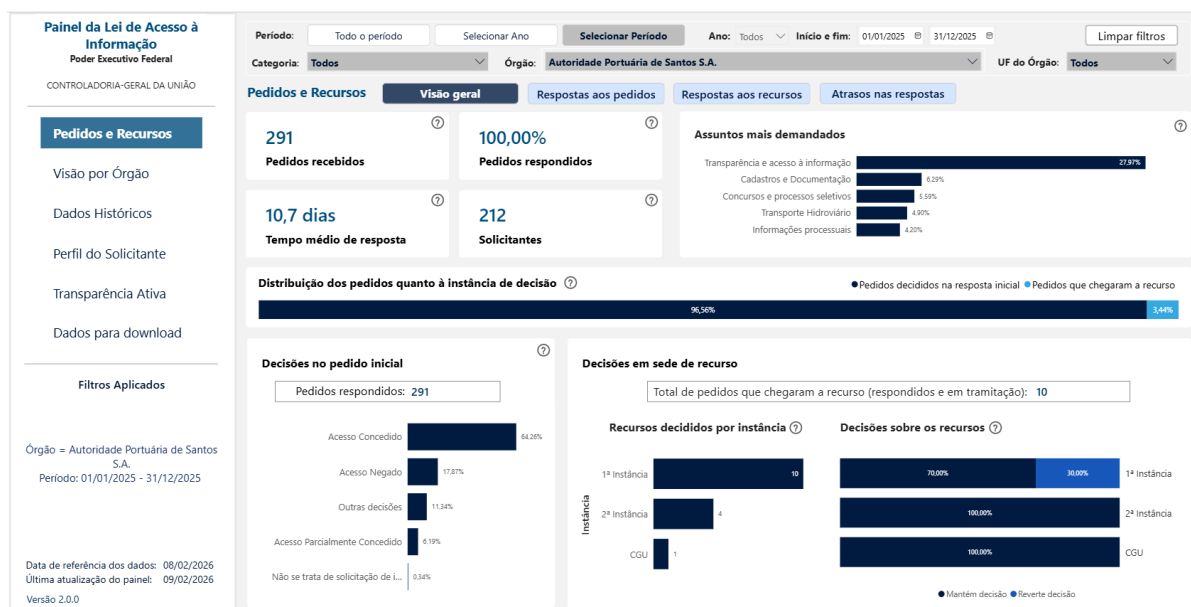 Painel da Lei de Acesso à
Informação
Poder Executivo Federal
CONTROLADORIA-GERAL DA UNIÃO
Pedidos e Recursos
Visão por Órgão
Dados Históricos
Perfil do Solicitante
Transparência Ativa
Dados para download
Filtros Aplicados
Órgão = Autoridade Portuária de Santos
S.A.
Período: 01/01/2025 - 31/12/2025
Data de referência dos dados: 08/02/2026
Última atualização do painel: 09/02/2026
Versão 2.0.0
Período: Todo o período Selecionar Ano Selecionar Período Ano: Todos Início e fim: 01/01/2025 31/12/2025 Limpar filtros
Categoria: Todos Órgão: Autoridade Portuária de Santos S.A. UF do Órgão: Todos
Pedidos e Recursos Visão geral Respostas aos pedidos Respostas aos recursos Atrasos nas respostas
291
Pedidos recebidos
100,00%
Pedidos respondidos
10,7 dias
Tempo médio de resposta
212
Solicitantes
Assuntos mais demandados
Transparência e acesso à informação 27,97%
Cadastros e Documentação 6,29%
Concursos e processos seletivos 5,59%
Transporte Hidroviário 4,90%
Informações processuais 4,20%
Distribuição dos pedidos quanto à instância de decisão
Pedidos decididos na resposta inicial Pedidos que chegaram a recurso
96,56% 3,44%
Decisões no pedido inicial
Pedidos respondidos: 291
Acesso Concedido 64,26%
Acesso Negado 17,87%
Outras decisões 11,34%
Acesso Parcialmente Concedido 6,19%
Não se trata de solicitação de i... 0,34%
Decisões em sede de recurso
Total de pedidos que chegaram a recurso (respondidos e em tramitação): 10
Recursos decididos por instância
Instância
1ª Instância 10
2ª Instância 4
CGU 1
Decisões sobre os recursos
70,00% 30,00% 1ª Instância
100,00% 2ª Instância
100,00% CGU
Mantém decisão Reverte decisão